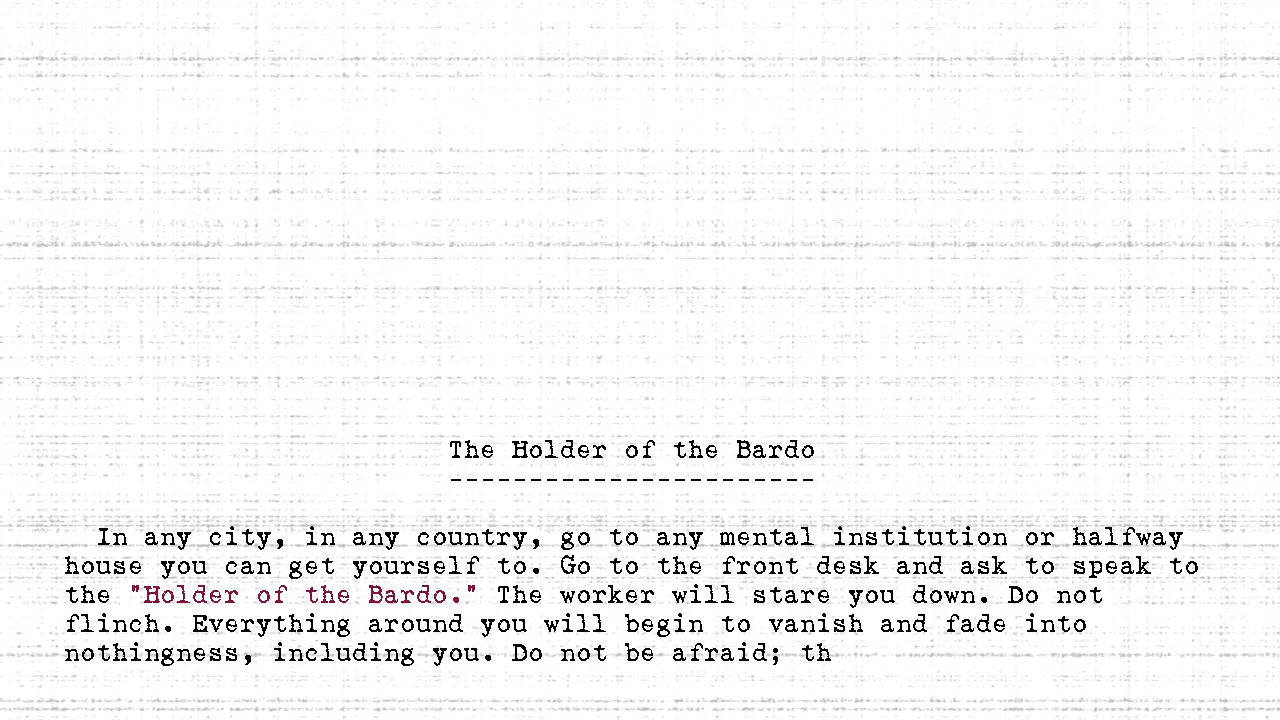 The Holder of the Bardo
-----------------------
In any city, in any country, go to any mental institution or halfway
house you can get yourself to. Go to the front desk and ask to speak to
the "Holder of the Bardo." The worker will stare you down. Do not
flinch. Everything around you will begin to vanish and fade into
nothingness, including you. Do not be afraid; th